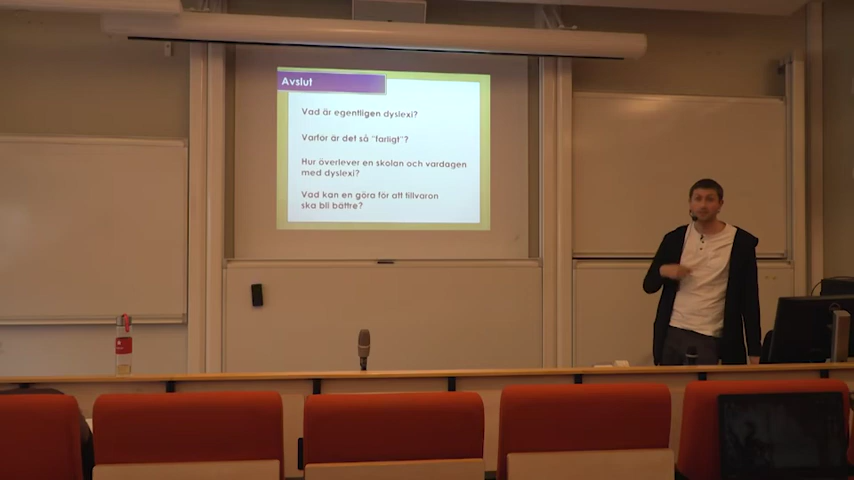 Avslut
Vad är egentligen dyslexi?
Varför är det så "farligt"?
Hur överlever en skolan och vardagen
med dyslexi?
Vad kan en göra för att tillvaron
ska bli bättre?